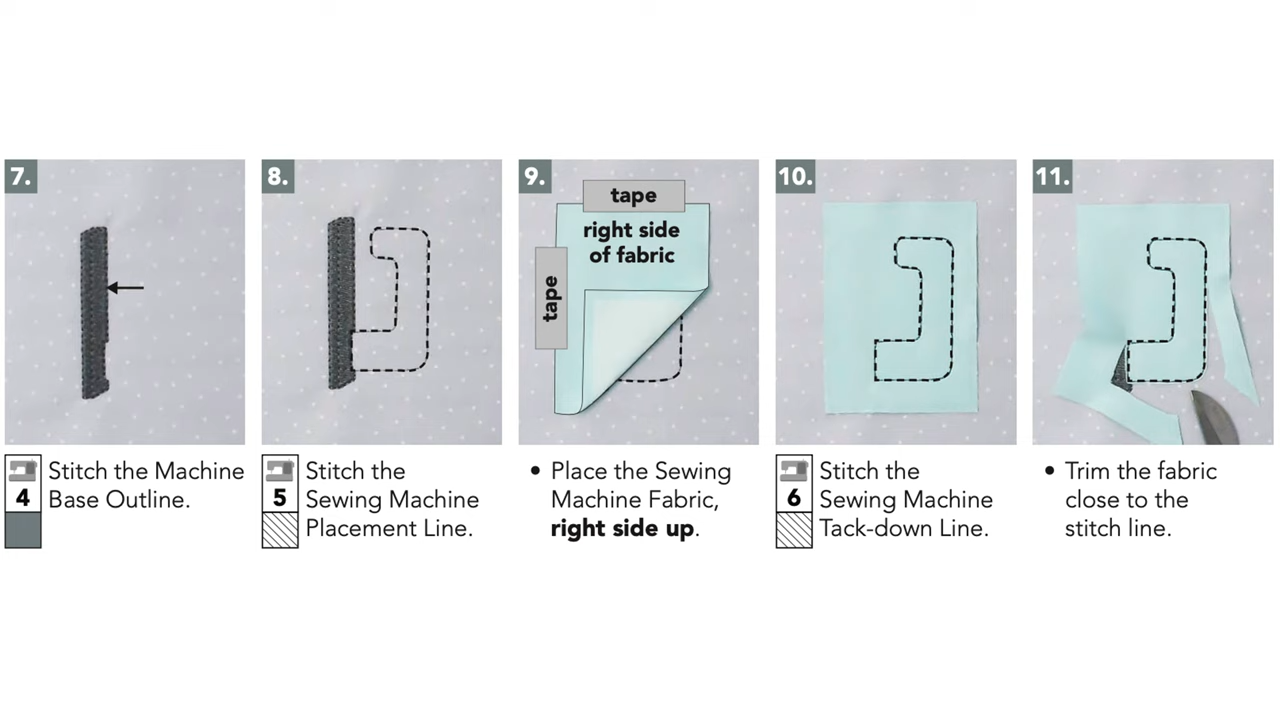 7.
4
Stitch the Machine
Base Outline.
8.
5
Stitch the
Sewing Machine
Placement Line.
9.
tape
right side
of fabric
tape
• Place the Sewing
Machine Fabric,
right side up.
10.
6
Stitch the
Sewing Machine
Tack-down Line.
11.
• Trim the fabric
close to the
stitch line.